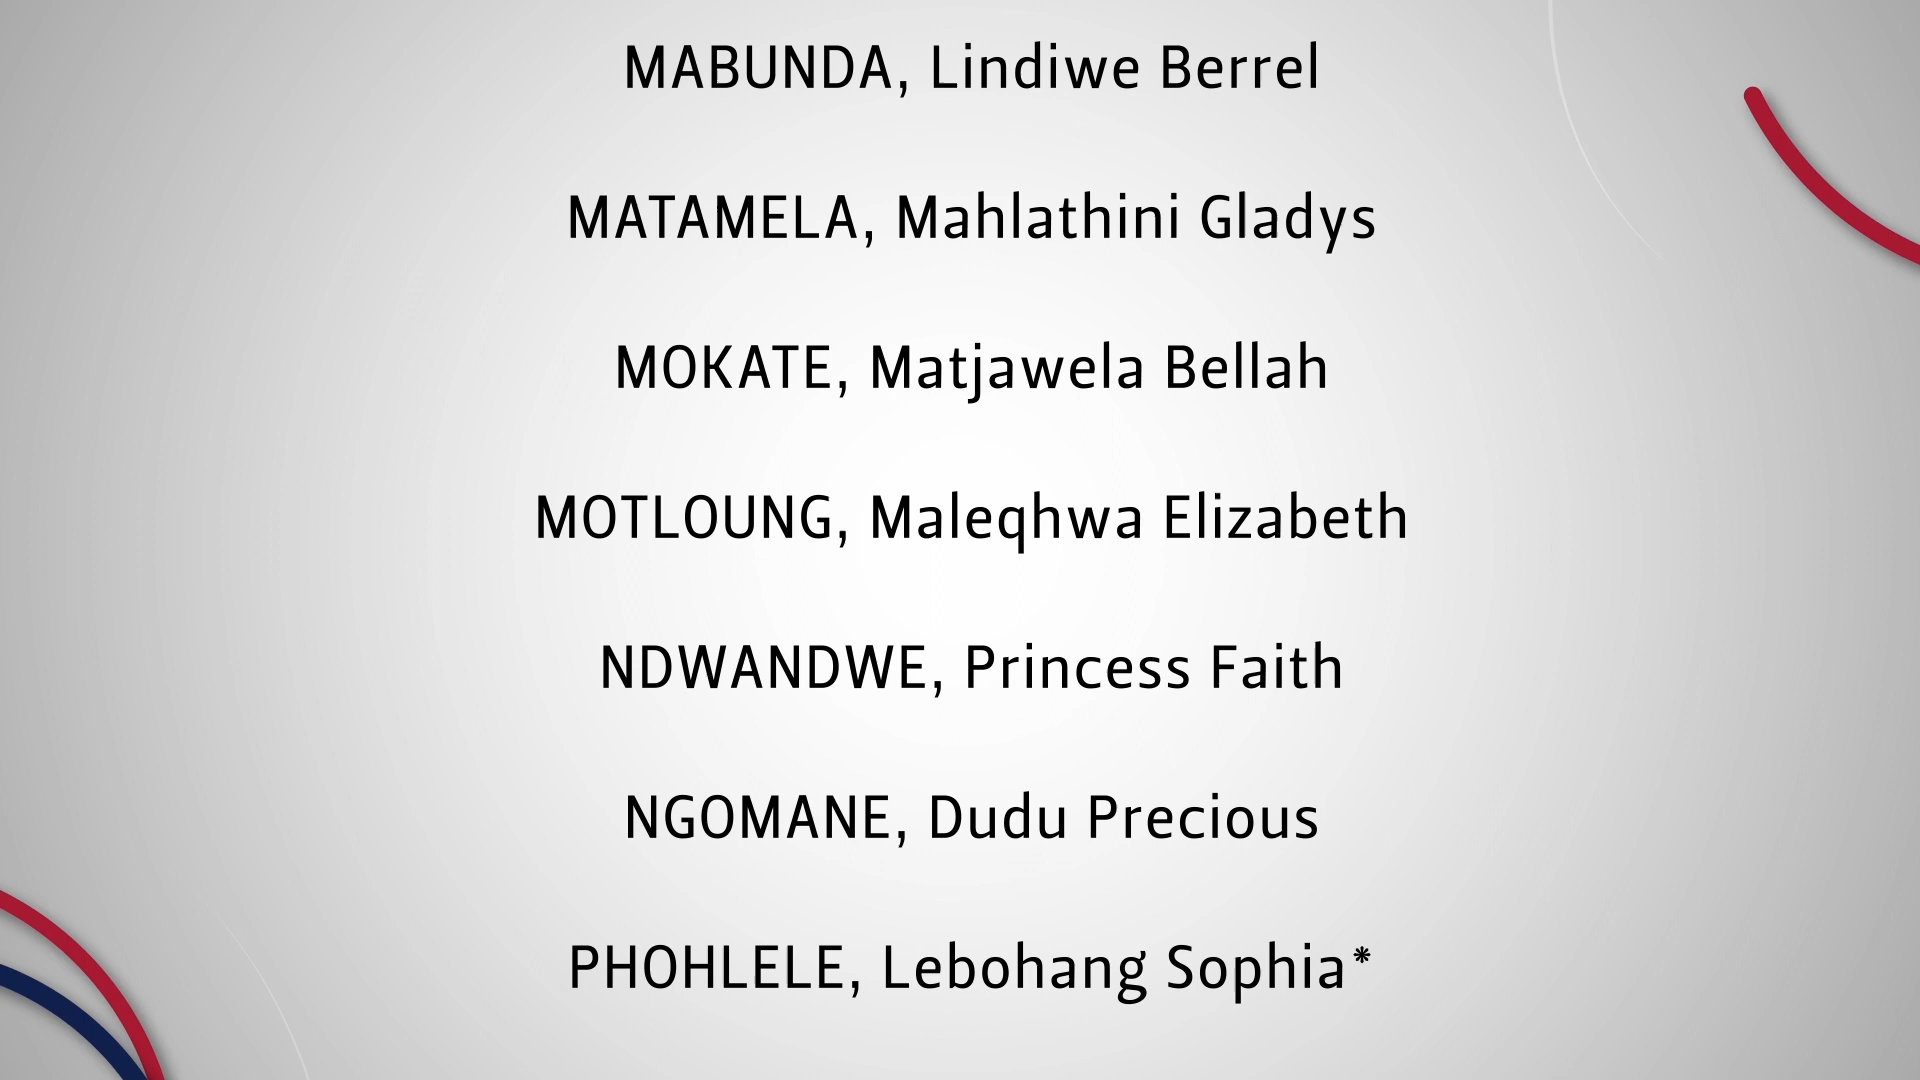 MABUNDA, Lindiwe Berrel
MATAMELA, Mahlathini Gladys
MOKATE, Matjawela Bellah
MOTLOUNG, Maleqhwa Elizabeth
NDWANDWE, Princess Faith
NGOMANE, Dudu Precious
PHOHLELE, Lebohang Sophia*